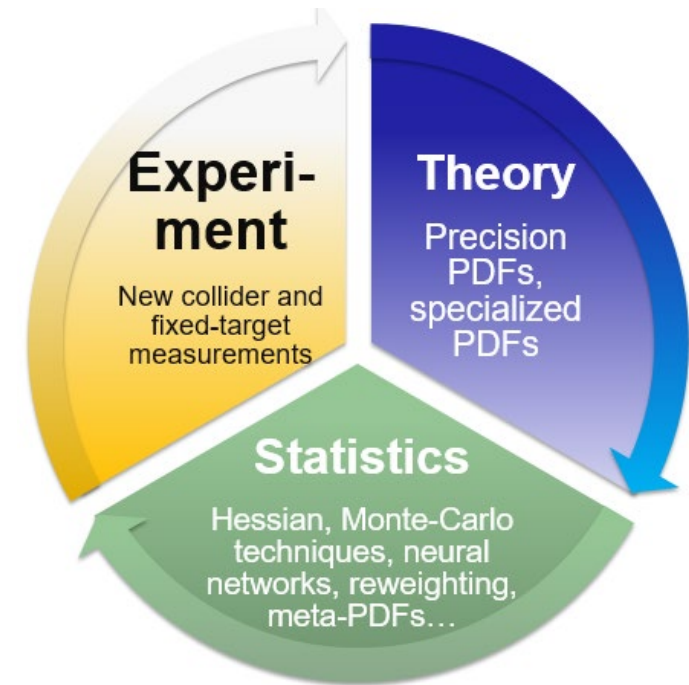 Experi-
ment
New collider and
fixed-target
measurements
Theory
Precision
PDFs,
specialized
PDFs
Statistics
Hessian, Monte-Carlo
techniques, neural
networks, reweighting,
meta-PDFs…